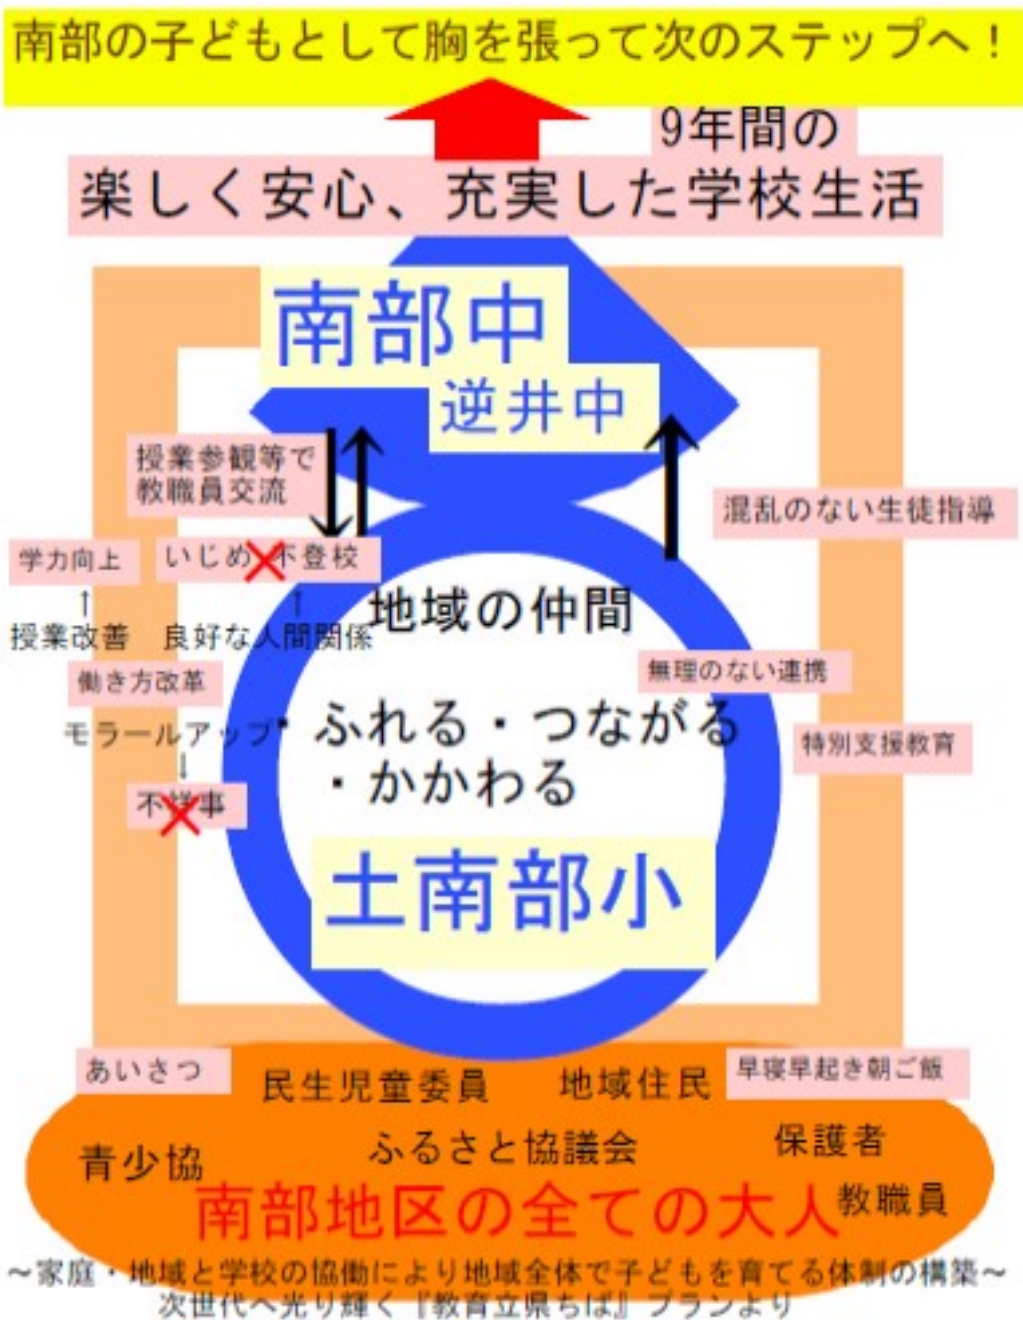 南部の子どもとして胸を張って次のステップへ！
9年間の
楽しく安心、充実した学校生活
南部中
逆井中
授業参観等で
教職員交流
混乱のない生徒指導
学力向上
いじめ 不登校
↑ ↑
授業改善 良好な人間関係
地域の仲間
働き方改革
無理のない連携
モラールアップ
・ふれる・つながる
・かかわる
特別支援教育
↓
不祥事
土南部小
あいさつ
民生児童委員
地域住民
早寝早起き朝ご飯
青少協
ふるさと協議会
保護者
南部地区の全ての大人
教職員
～家庭・地域と学校の協働により地域全体で子どもを育てる体制の構築～
次世代へ光り輝く『教育立県ちば』プランより